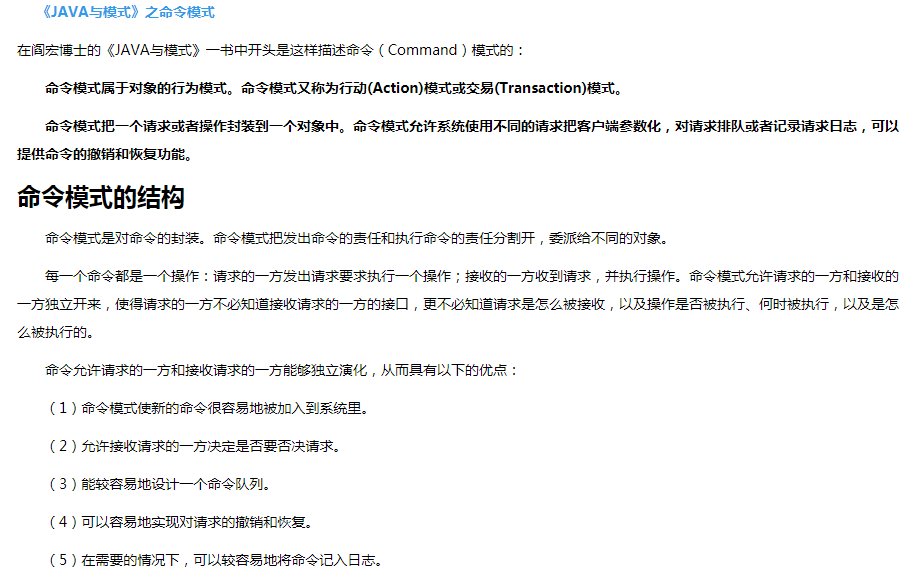 《JAVA与模式》之命令模式
在阎宏博士的《JAVA与模式》一书中开头是这样描述命令（Command）模式的：
命令模式属于对象的行为模式。命令模式又称为行动(Action)模式或交易(Transaction)模式。
命令模式把一个请求或者操作封装到一个对象中。命令模式允许系统使用不同的请求把客户端参数化，对请求排队或者记录请求日志，可以
提供命令的撤销和恢复功能。
命令模式的结构
命令模式是对命令的封装。命令模式把发出命令的责任和执行命令的责任分割开，委派给不同的对象。
每一个命令都是一个操作：请求的一方发出请求要求执行一个操作；接收的一方收到请求，并执行操作。命令模式允许请求的一方和接收的
一方独立开来，使得请求的一方不必知道接收请求的一方的接口，更不必知道请求是怎么被接收，以及操作是否被执行、何时被执行，以及是怎
么被执行的。
命令允许请求的一方和接收请求的一方能够独立演化，从而具有以下的优点：
（1）命令模式使新的命令很容易地被加入到系统里。
（2）允许接收请求的一方决定是否要否决请求。
（3）能较容易地设计一个命令队列。
（4）可以容易地实现对请求的撤销和恢复。
（5）在需要的情况下，可以较容易地将命令记入日志。